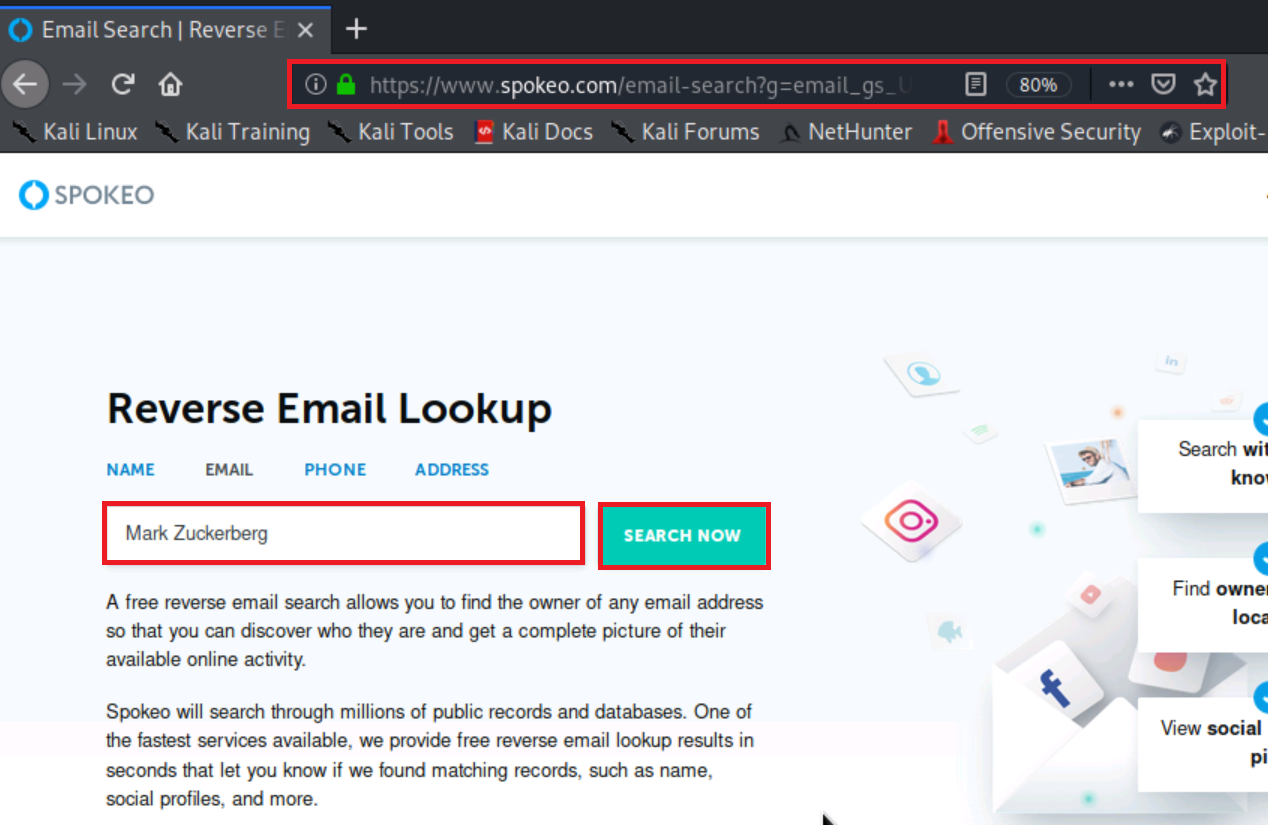 Email Search | Reverse E
https://www.spokeo.com/email-search?g=email_gs_U 80%
Kali Linux Kali Training Kali Tools Kali Docs Kali Forums NetHunter Offensive Security Exploit-
SPOKEO
Reverse Email Lookup
NAME EMAIL PHONE ADDRESS
Mark Zuckerberg
SEARCH NOW
A free reverse email search allows you to find the owner of any email address
so that you can discover who they are and get a complete picture of their
available online activity.
Spokeo will search through millions of public records and databases. One of
the fastest services available, we provide free reverse email lookup results in
seconds that let you know if we found matching records, such as name,
social profiles, and more.
in
Search wit
know
Find owner
loca
View social
pi